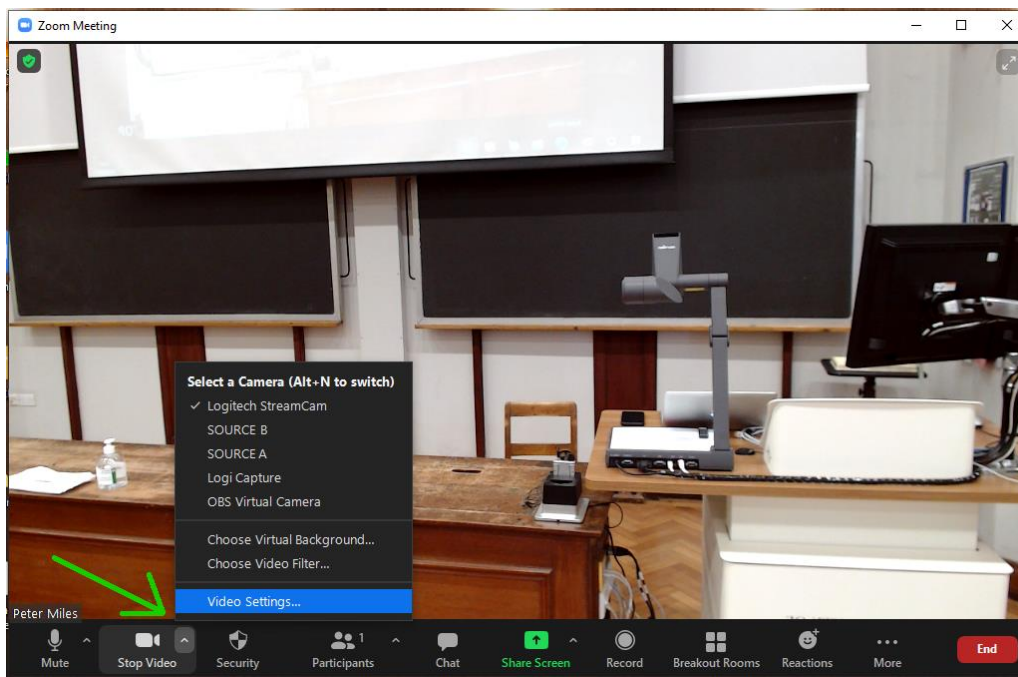 Zoom Meeting
Select a Camera (Alt+N to switch)
Logitech StreamCam
SOURCE B
SOURCE A
Logi Capture
OBS Virtual Camera
Choose Virtual Background...
Choose Video Filter...
Video Settings...
Peter Miles
1
Mute
Stop Video
Security
Participants
Chat
Share Screen
Record
Breakout Rooms
Reactions
More
End